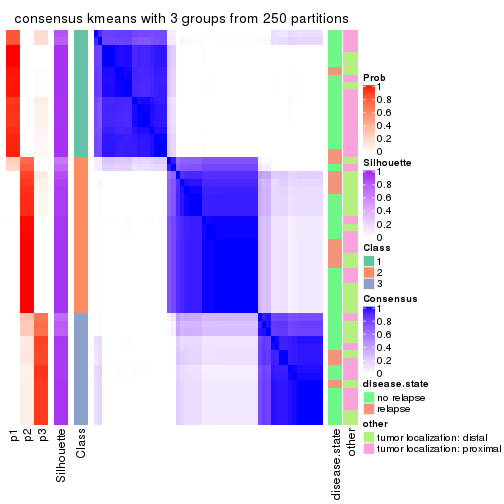 consensus kmeans with 3 groups from 250 partitions
Prob
1
0.8
0.6
0.4
0.2
0
Silhouette
1
0.8
0.6
0.4
0.2
0
Class
1
2
3
Consensus
1
0.8
0.6
0.4
0.2
0
disease.state
no relapse
relapse
other
tumor localization: distal
tumor localization: proximal
p1
p2
p3
Silhouette
Class
disease.state
other